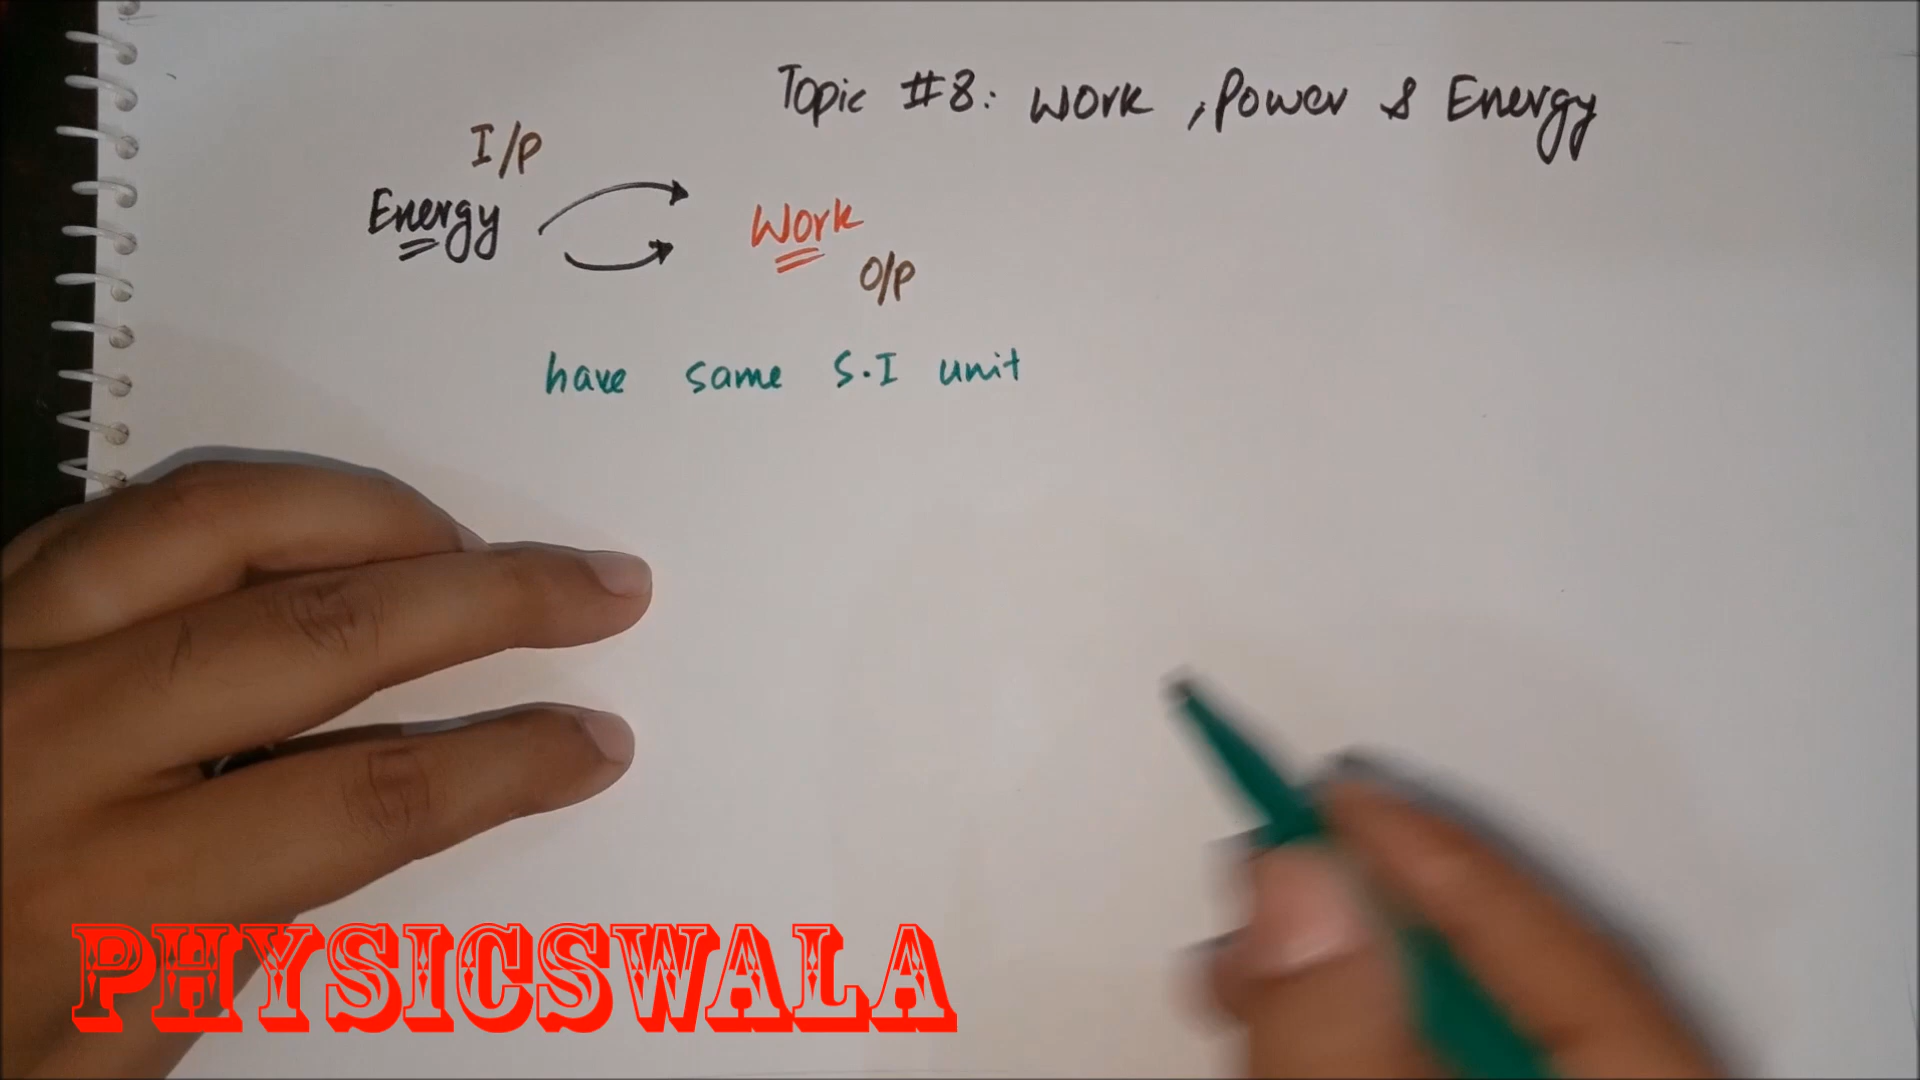 Topic #8: Work, Power & Energy
I/P
Energy
Work
O/P
have same S.I unit
PHYSICSWALA